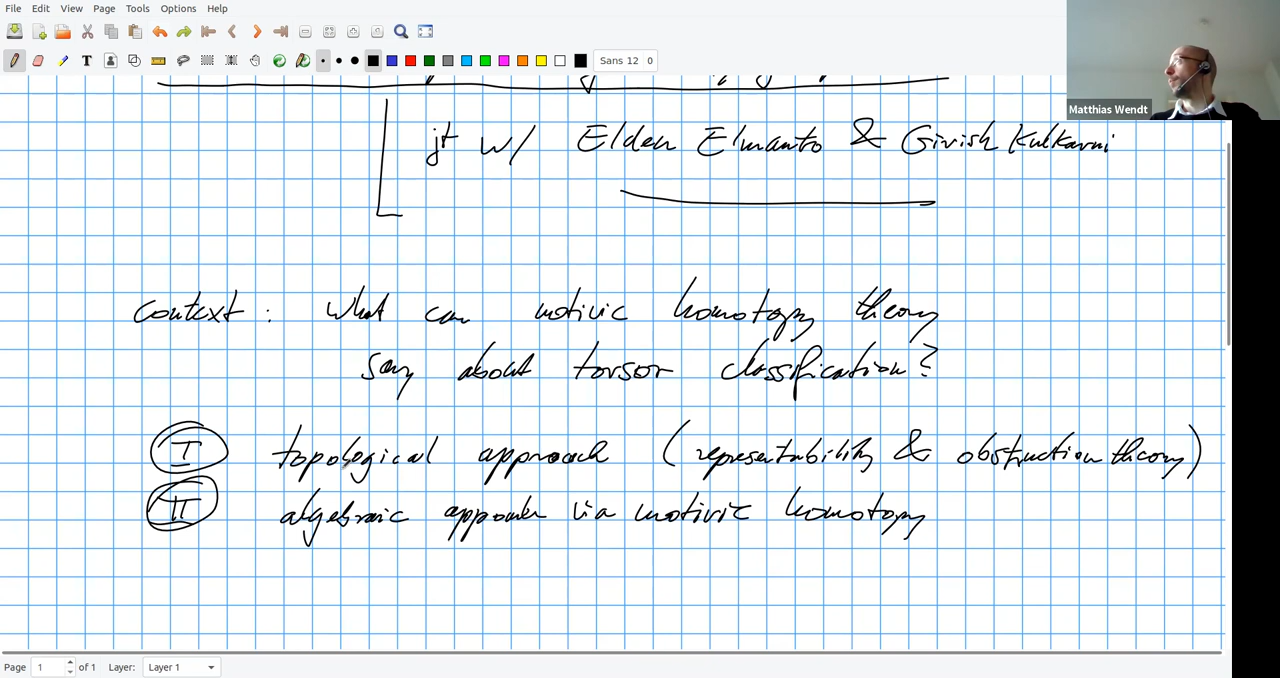 File Edit View Page Tools Options Help
Sans 12 0
Matthias Wendt
jt w/ Elden Elmanto & Girish Kulkarni
Context: What can motivic homotopy theory
say about torsor classification?
I topological approach (representability & obstruction theory)
II algebraic approach via motivic homotopy
Page 1 of 1 Layer: Layer 1